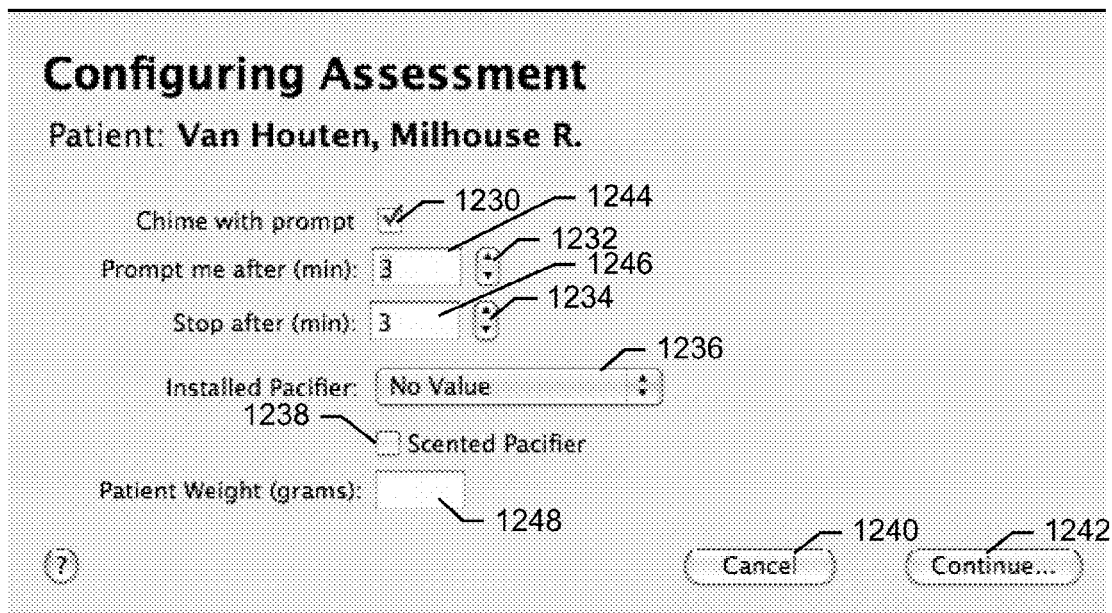 Configuring Assessment
Patient: Van Houten, Milhouse R.
Chime with prompt 1230 1244
Prompt me after (min): 3 1232
1246
Stop after (min): 3 1234
1236
Installed Pacifier: No Value
1238
Scented Pacifier
Patient Weight (grams):
1248
1240 1242
? Cancel Continue...